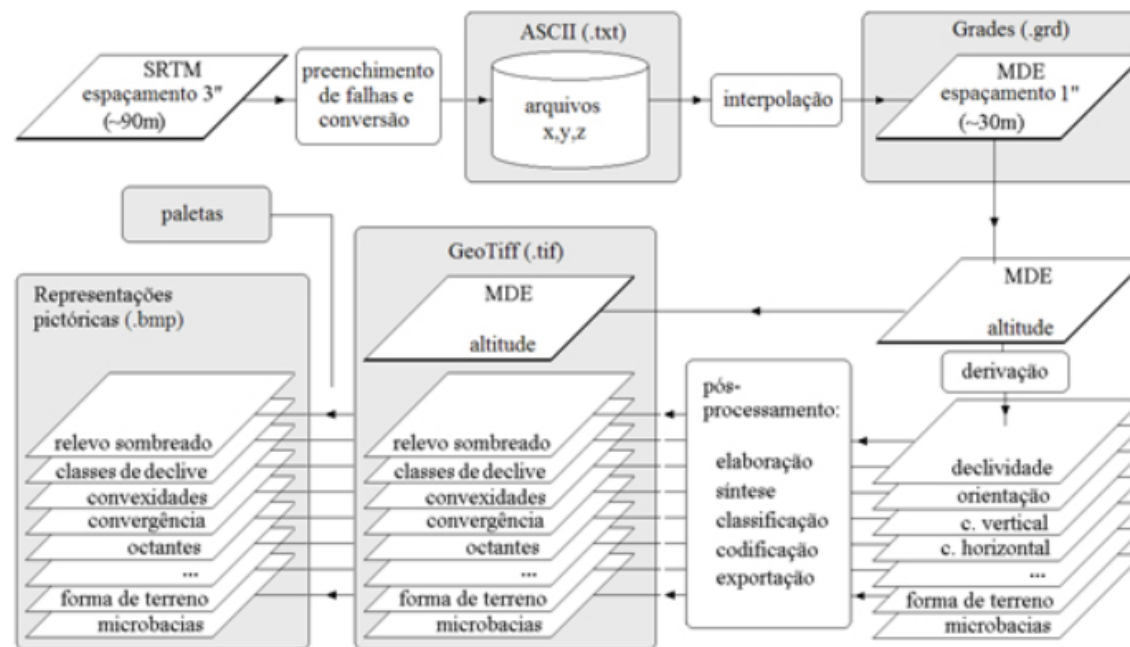 SRTM
espaçamento 3"
(~90m)
preenchimento
de falhas e
conversão
ASCII (.txt)
arquivos
x,y,z
interpolação
Grades (.grd)
MDE
espaçamento 1"
(~30m)
paletas
Representações
pictóricas (.bmp)
relevo sombreado
classes de declive
convexidades
convergência
octantes
...
forma de terreno
microbacias
GeoTiff (.tif)
MDE
altitude
relevo sombreado
classes de declive
convexidades
convergência
octantes
...
forma de terreno
microbacias
pós-
processamento:
elaboração
síntese
classificação
codificação
exportação
MDE
altitude
derivação
declividade
orientação
c. vertical
c. horizontal
...
forma de terreno
microbacias